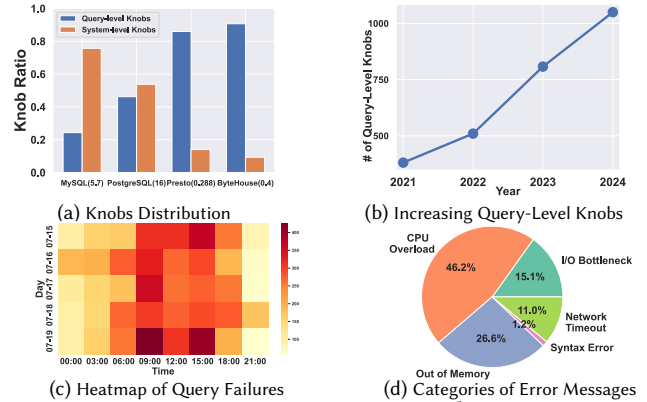 Query-level Knobs
System-level Knobs
Knob Ratio
1.0
0.8
0.6
0.4
0.2
0.0
MySQL(5.7) PostgreSQL(16) Presto(0.288) ByteHouse(0.4)
(a) Knobs Distribution
# of Query-Level Knobs
1000
750
500
2021 2022 2023 2024
Year
(b) Increasing Query-Level Knobs
Day
07-15
07-16
07-17
07-18
07-19
00:00 03:00 06:00 09:00 12:00 15:00 18:00 21:00
Time
400
350
300
250
200
150
100
(c) Heatmap of Query Failures
CPU
Overload
46.2%
I/O Bottleneck
15.1%
11.0%
Network
Timeout
1.2%
Syntax Error
26.6%
Out of Memory
(d) Categories of Error Messages